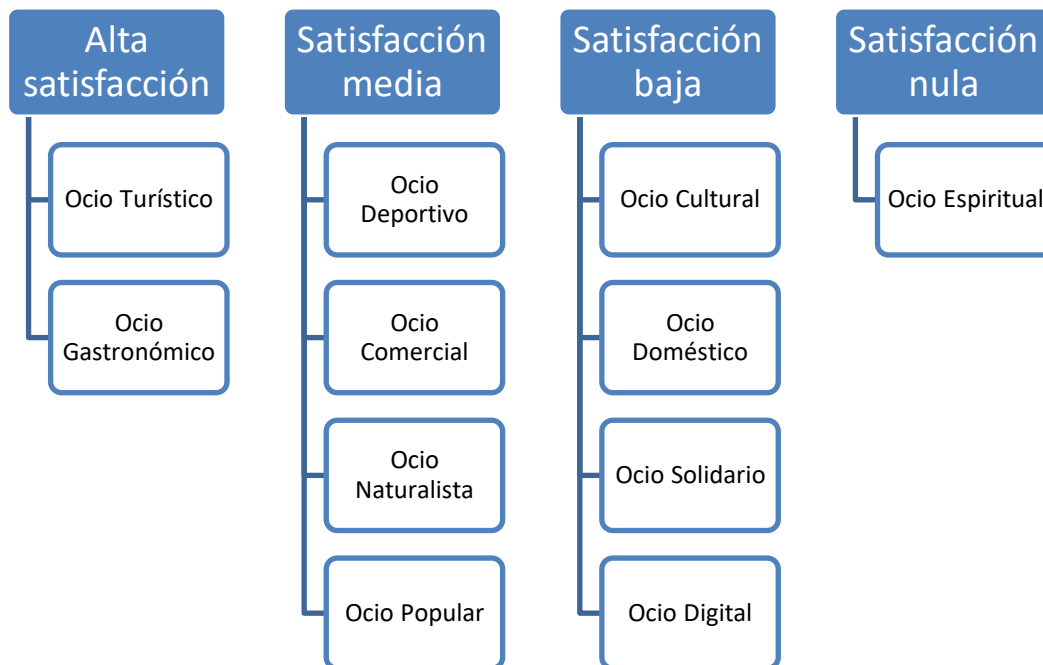 Alta
satisfacción
Ocio Turístico
Ocio
Gastronómico
Satisfacción
media
Ocio
Deportivo
Ocio
Comercial
Ocio
Naturalista
Ocio Popular
Satisfacción
baja
Ocio Cultural
Ocio
Doméstico
Ocio Solidario
Ocio Digital
Satisfacción
nula
Ocio Espiritual